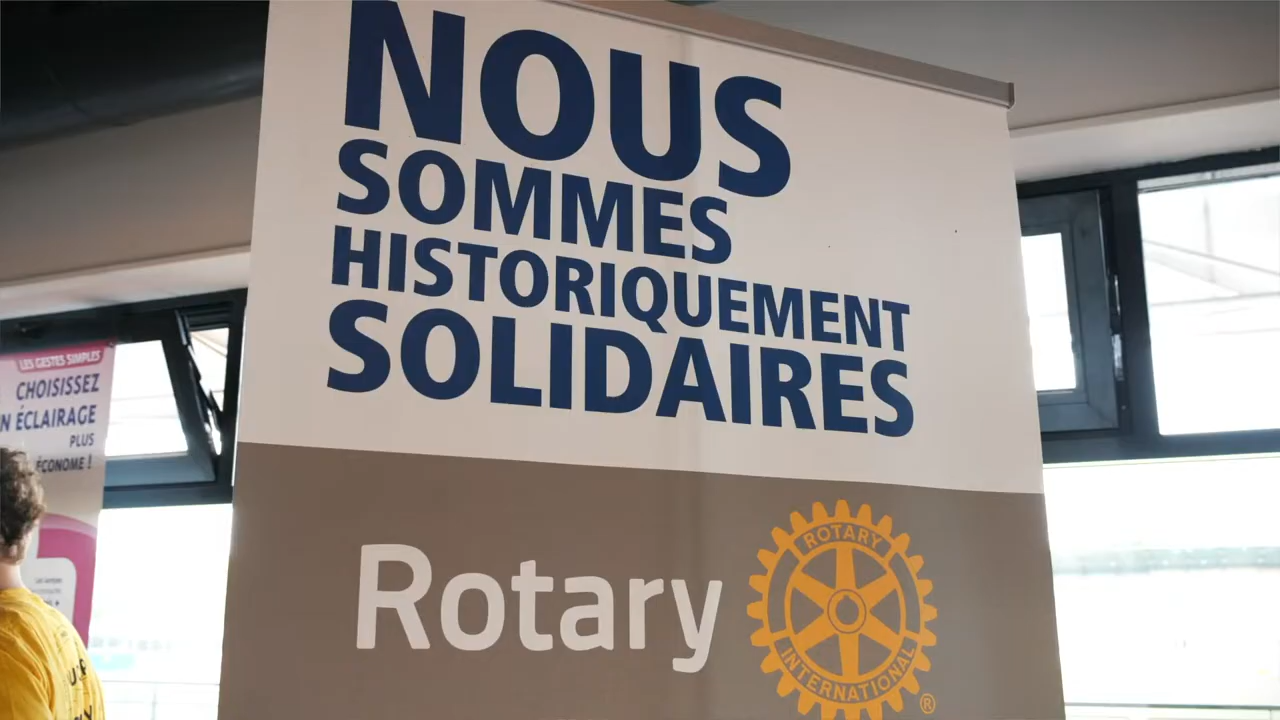 NOUS
SOMMES
HISTORIQUEMENT
SOLIDAIRES
Rotary
ROTARY
INTERNATIONAL
®
LES GESTES SIMPLES
CHOISISSEZ
N ÉCLAIRAGE
PLUS
ÉCONOME !